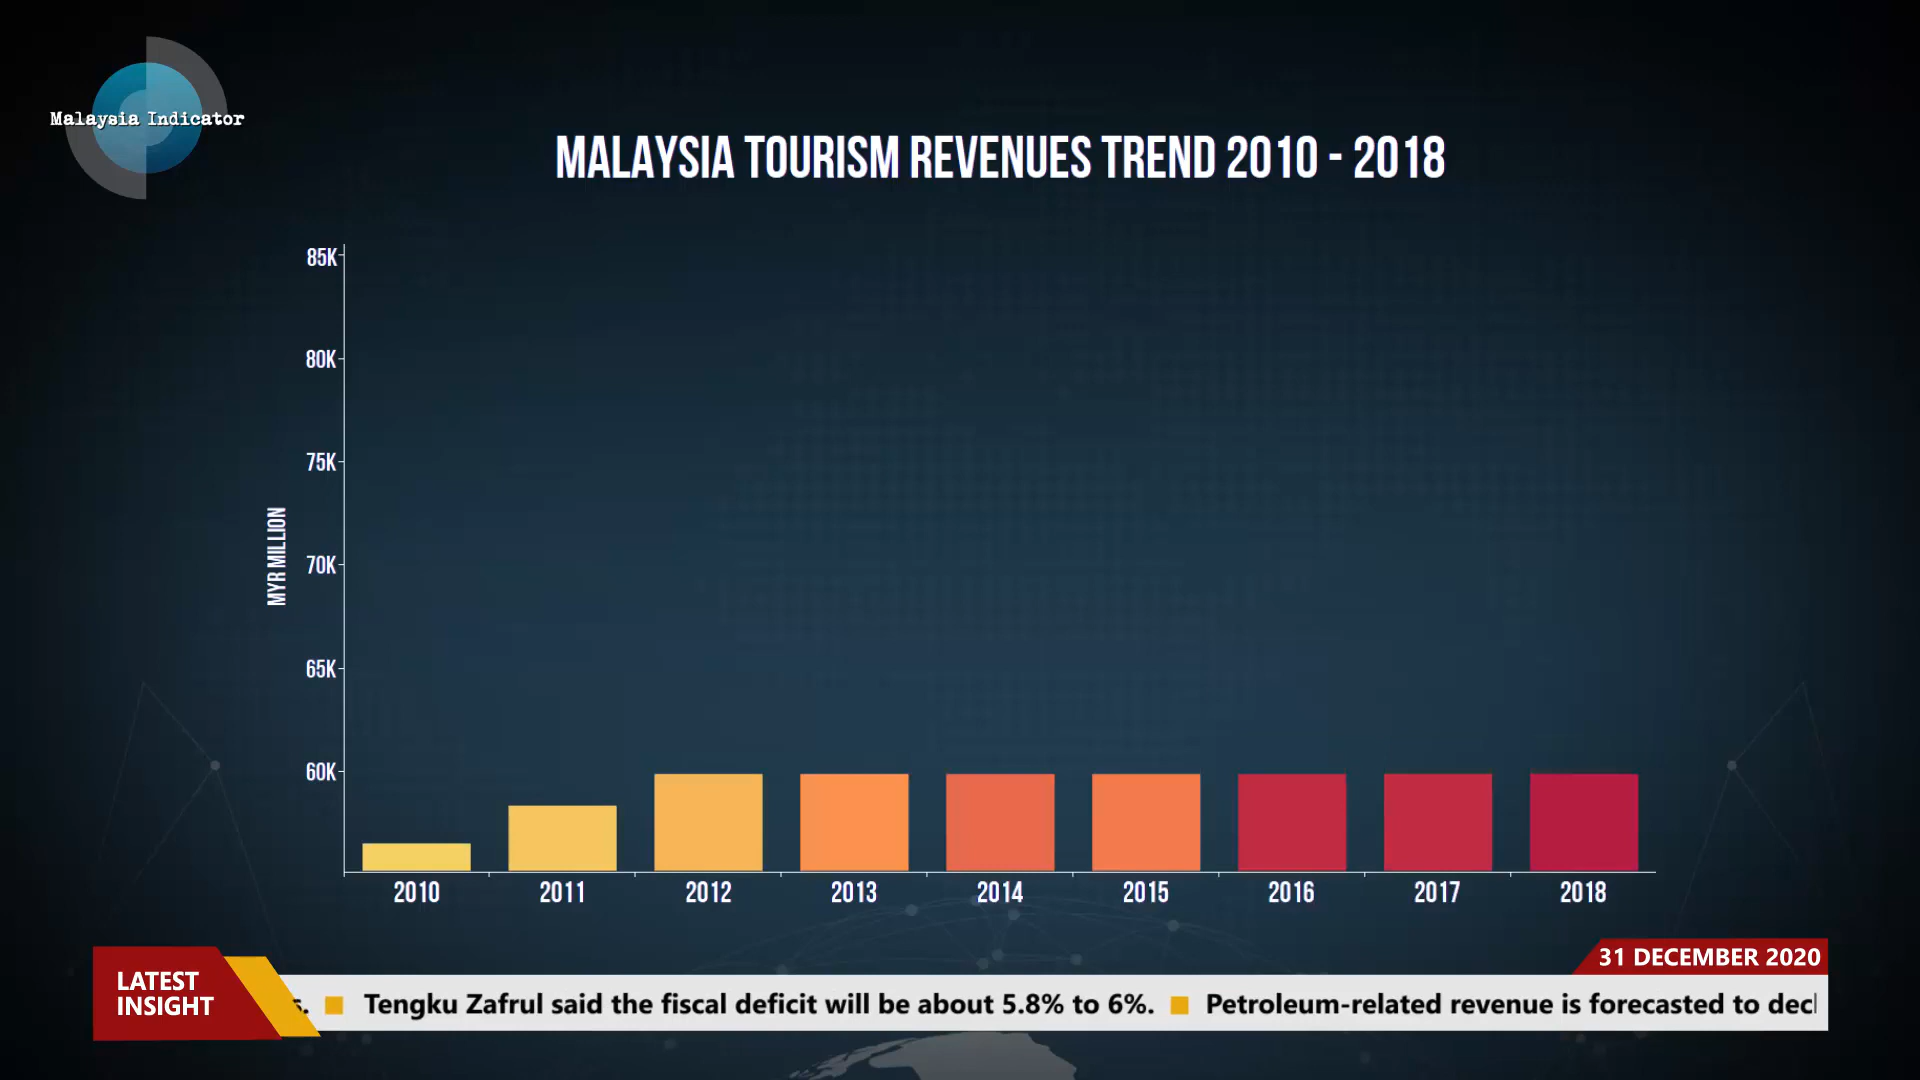 Malaysia Indicator
MALAYSIA TOURISM REVENUES TREND 2010 - 2018
85K
80K
75K
70K
65K
60K
MYR MILLION
2010 2011 2012 2013 2014 2015 2016 2017 2018
31 DECEMBER 2020
LATEST
INSIGHT
s. Tengku Zafrul said the fiscal deficit will be about 5.8% to 6%. Petroleum-related revenue is forecasted to decl